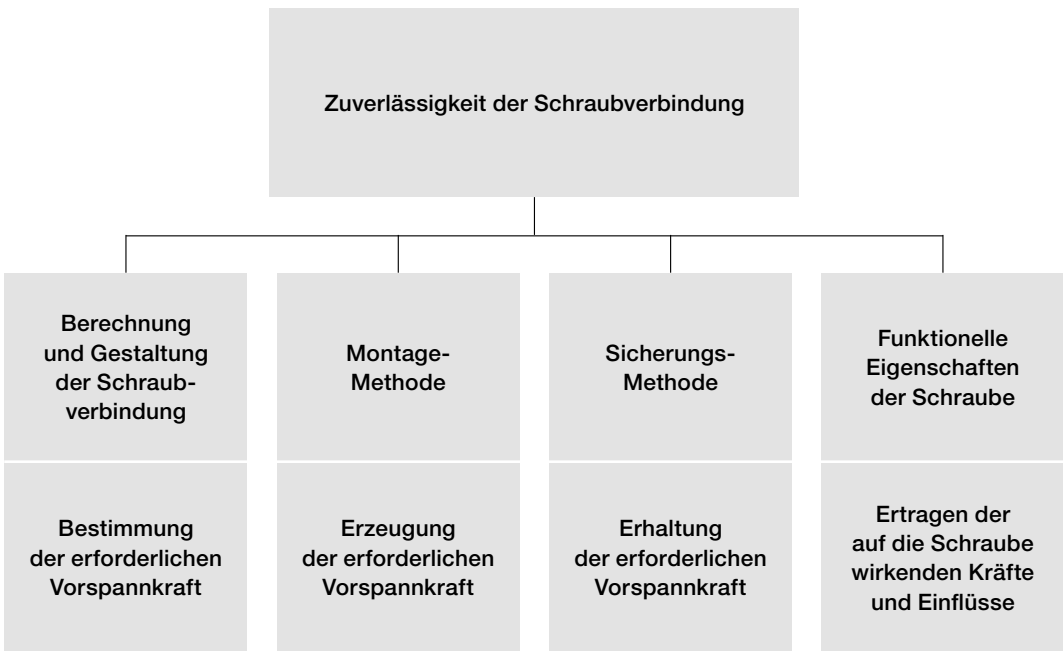 Zuverlässigkeit der Schraubverbindung
Berechnung
und Gestaltung
der Schraub-
verbindung
Montage-
Methode
Sicherungs-
Methode
Funktionelle
Eigenschaften
der Schraube
Bestimmung
der erforderlichen
Vorspannkraft
Erzeugung
der erforderlichen
Vorspannkraft
Erhaltung
der erforderlichen
Vorspannkraft
Ertragen der
auf die Schraube
wirkenden Kräfte
und Einflüsse